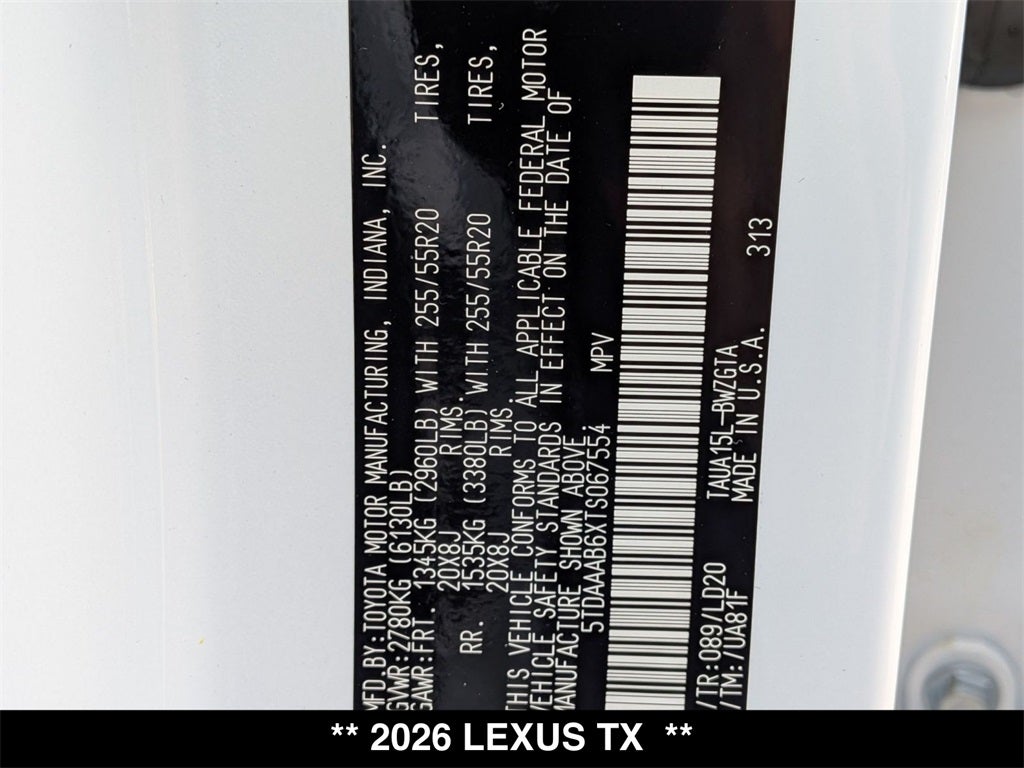 MFD.BY:TOYOTA MOTOR MANUFACTURING, INDIANA, INC.
GVWR:2780KG (6130LB)
GAWR:FRT. 1345KG (2960LB) WITH 255/55R20 TIRES,
20X8J RIMS.
RR. 1535KG (3380LB) WITH 255/55R20 TIRES,
20X8J RIMS.
THIS VEHICLE CONFORMS TO ALL APPLICABLE FEDERAL MOTOR
VEHICLE SAFETY STANDARDS IN EFFECT ON THE DATE OF
MANUFACTURE SHOWN ABOVE.
5TDAAAB6XTS067554 MPV
/TR:089/LD20 TAUA15L-BWZGTA 313
/TM:/UA81F MADE IN U.S.A.
** 2026 LEXUS TX **